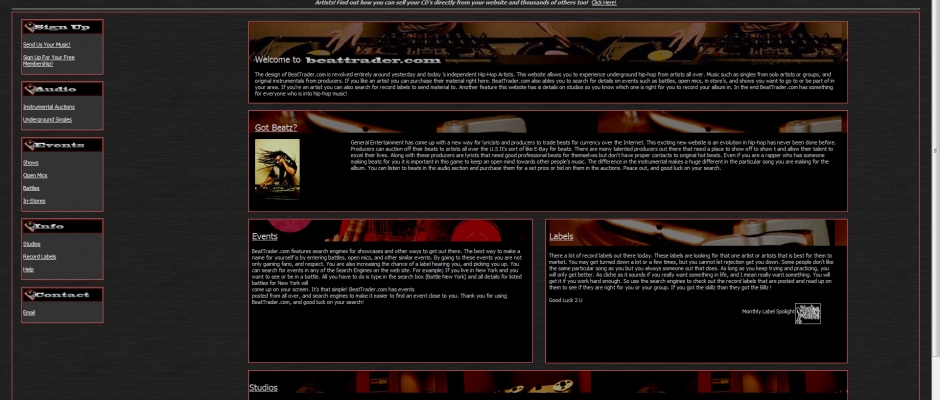 Artists! Find out how you can sell your CD's directly from your website and thousands of others too! Click Here!
Sign Up
Send Us Your Music!
Sign Up For Your Free
Membership!
Audio
Instrumental Auctions
Underground Singles
Events
Shows
Open Mics
Battles
In-Stores
Info
Studios
Record Labels
Help
Contact
Email
Welcome to beattrader.com
The design of BeatTrader.com is revolved entirely around yesterday and today 's independent Hip-Hop Artists. This website allows you to experience underground hip-hop from artists all over. Music such as singles from solo artists or groups, and
original instrumentals from producers. If you like an artist you can purchase their material right here. BeatTrader.com also ables you to search for details on events such as battles, open mics, in store's, and shows you want to go to or be part of in
your area. If you're an artist you can also search for record labels to send material to. Another feature this website has is details on studios so you know which one is right for you to record your album in. In the end BeatTrader.com has something
for everyone who is into hip-hop music!
Got Beatz?
General Entertainment has come up with a new way for lyricists and producers to trade beats for currency over the Internet. This exciting new website is an evolution in hip-hop has never been done before.
Producers can auction off their beats to artists all over the U.S It's sort of like E-Bay for beats. There are many talented producers out there that need a place to show off to show t and allow their talent to
excel their lives. Along with these producers are lyrists that need good professional beats for themselves but don't have proper contacts to original hot beats. Even if you are a rapper who has someone
making beats for you it is important in this game to keep an open mind towards other people's music. The difference in the instrumental makes a huge different in the particular song you are making for the
album. You can listen to beats in the audio section and purchase them for a set price or bid on them in the auctions. Peace out, and good luck on your search.
Events
BeatTrader.com features search engines for showcases and other ways to get out there. The best way to make a
name for yourself is by entering battles, open mics, and other similar events. By going to these events you are not
only gaining fans, and respect. You are also increasing the chance of a label hearing you, and picking you up. You
can search for events in any of the Search Engines on the web site. For example; If you live in New York and you
want to see or be in a battle. All you have to do is type in the search box (Battle New York) and all details for listed
battles for New York will
come up on your screen. It's that simple! BeatTrader.com has events
posted from all over, and search engines to make it easier to find an event close to you. Thank you for using
BeatTrader.com, and good luck on your search!
Labels
There a lot of record labels out there today. These labels are looking for that one artist or artists that is best for them to
market. You may get turned down a lot or a few times, but you cannot let rejection get you down. Some people don't like
the same particular song as you but you always someone out that does. As long as you keep trying and practicing, you
will only get better. As cliche as it sounds if you really want something in life, and I mean really want something. You will
get it if you work hard enough. So use the search engines to check out the record labels that are posted and read up on
them to see if they are right for you or your group. If you got the skillz than they got the Billz !
Good Luck 2 U
Monthly Label Spolight
Studios